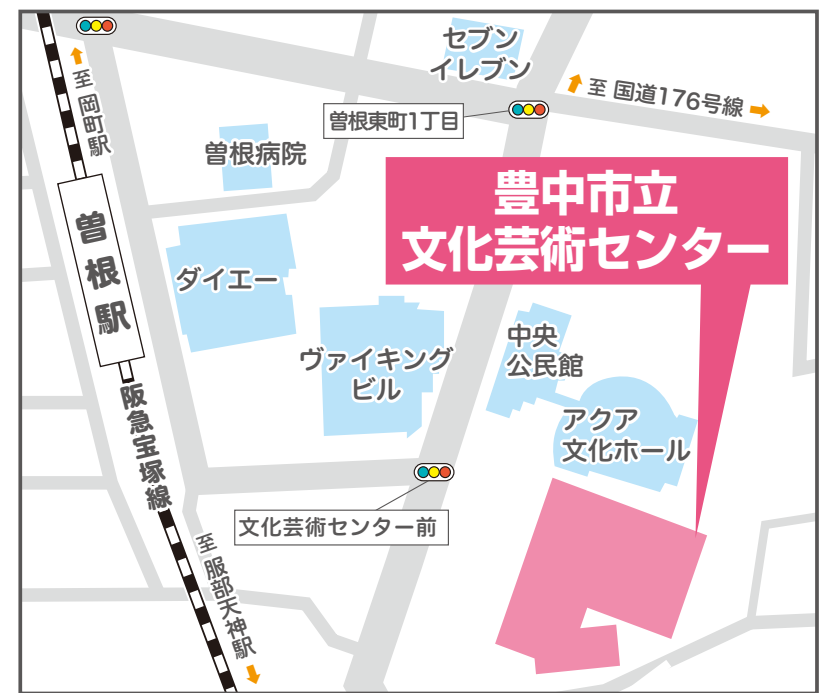 セブン
イレブン
至 国道176号線
至 岡町駅
曽根東町1丁目
曽根病院
豊中市立
文化芸術センター
曽根駅
ダイエー
中央
公民館
ヴァイキング
ビル
阪急宝塚線
アクア
文化ホール
文化芸術センター前
至 服部天神駅